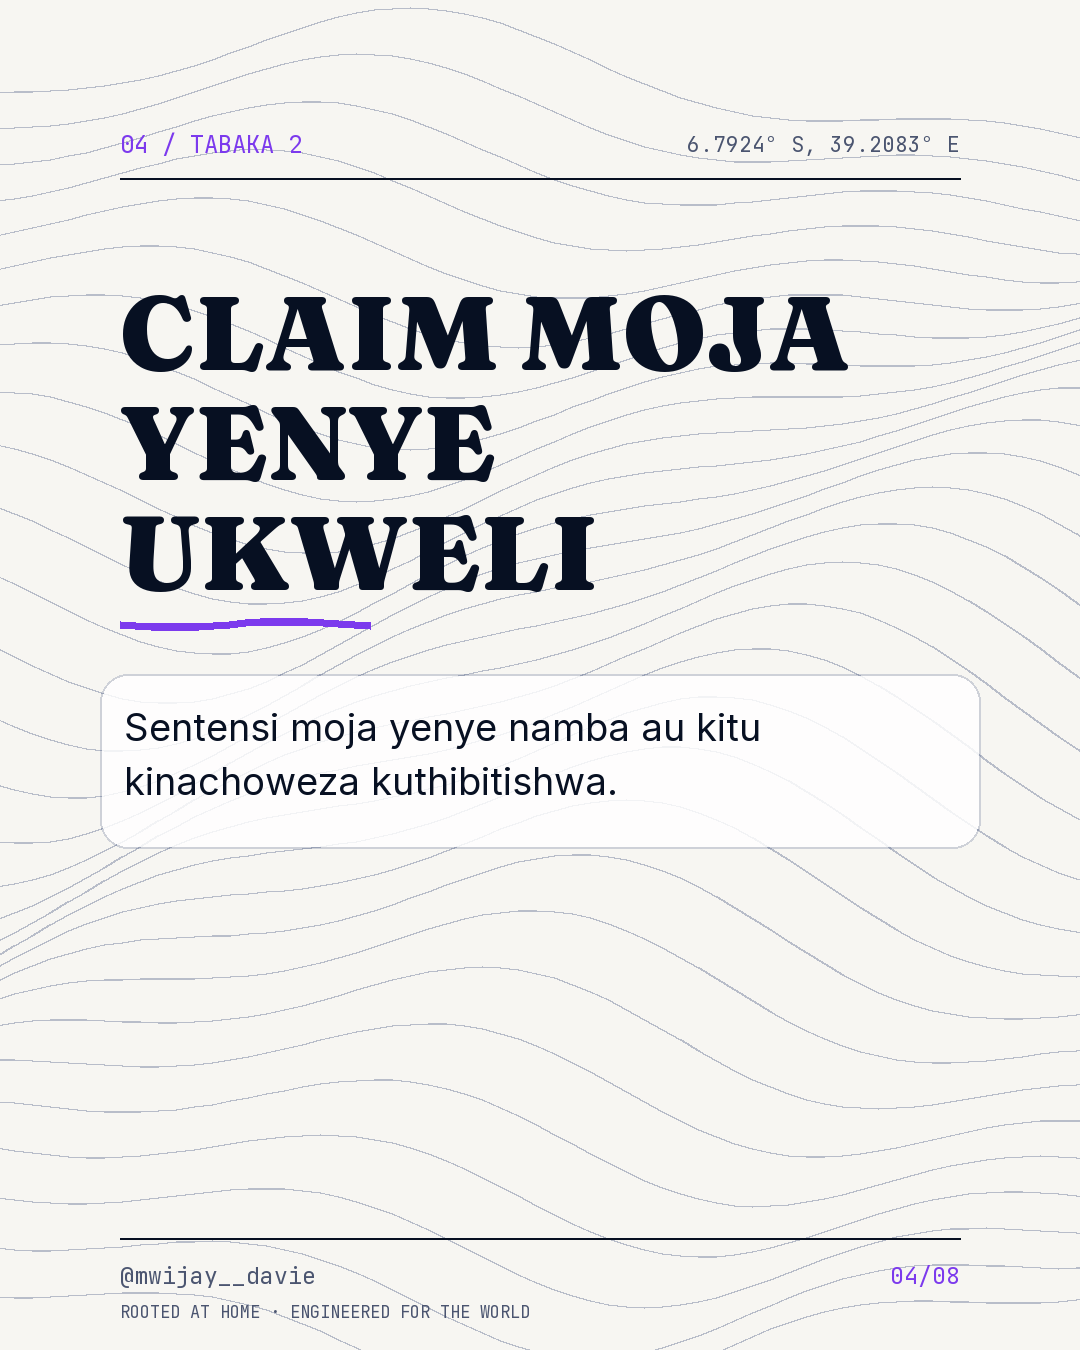 04 / TABAKA 2
6.7924° S, 39.2083° E
CLAIM MOJA
YENYE
UKWELI
Sentensi moja yenye namba au kitu
kinachoweza kuthibitishwa.
@mwijay__davie
04/08
ROOTED AT HOME · ENGINEERED FOR THE WORLD